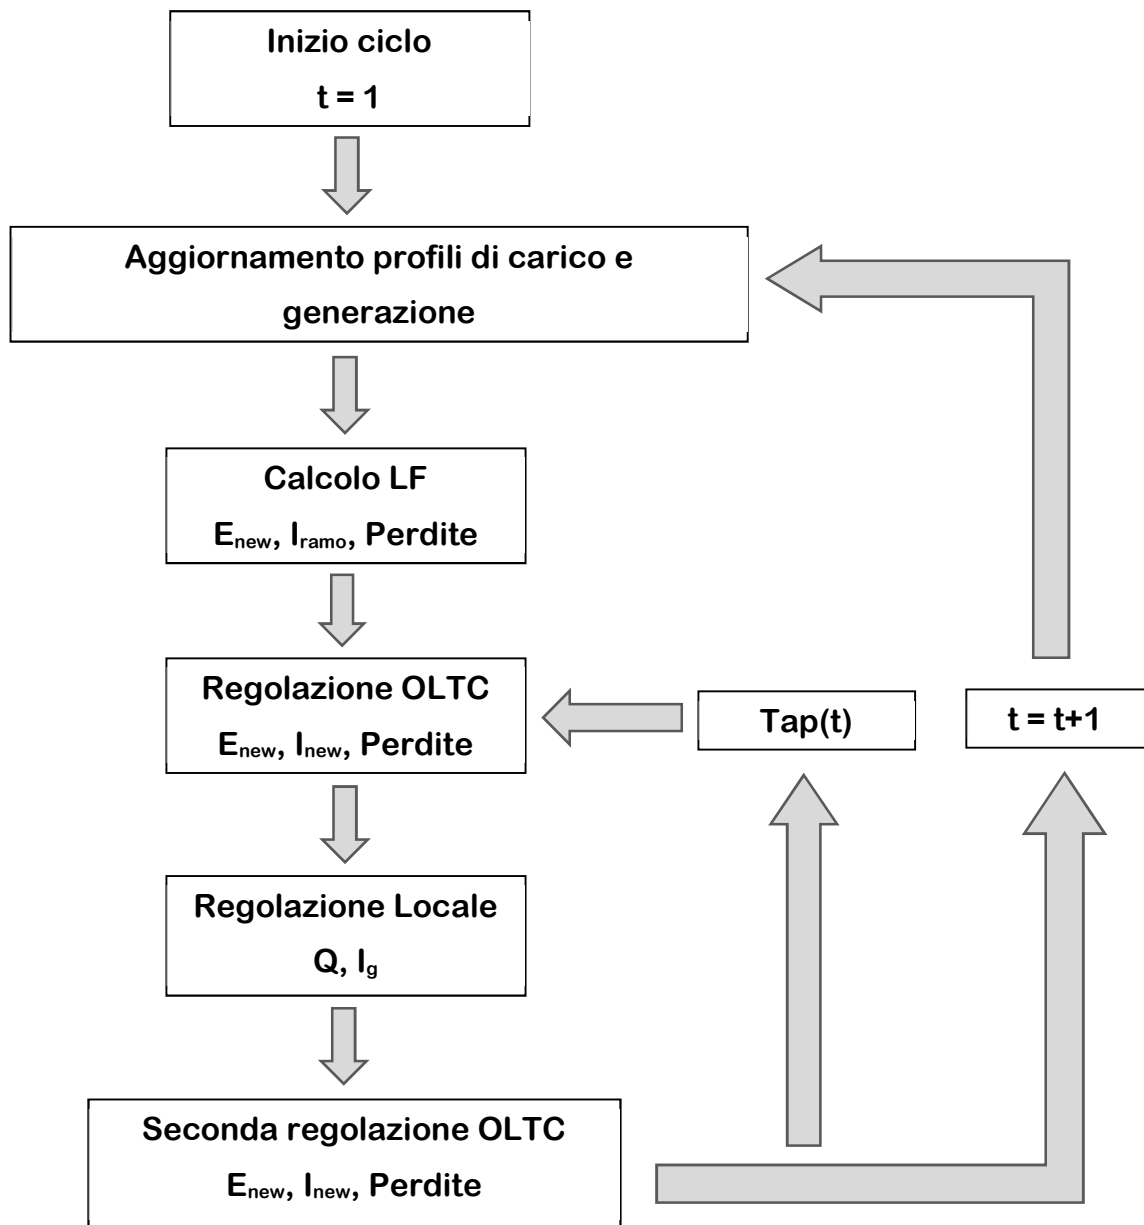 Inizio ciclo
t = 1
Aggiornamento profili di carico e
generazione
Calcolo LF
Enew, Iramo, Perdite
Regolazione OLTC
Enew, Inew, Perdite
Tap(t)
t = t+1
Regolazione Locale
Q, Ig
Seconda regolazione OLTC
Enew, Inew, Perdite